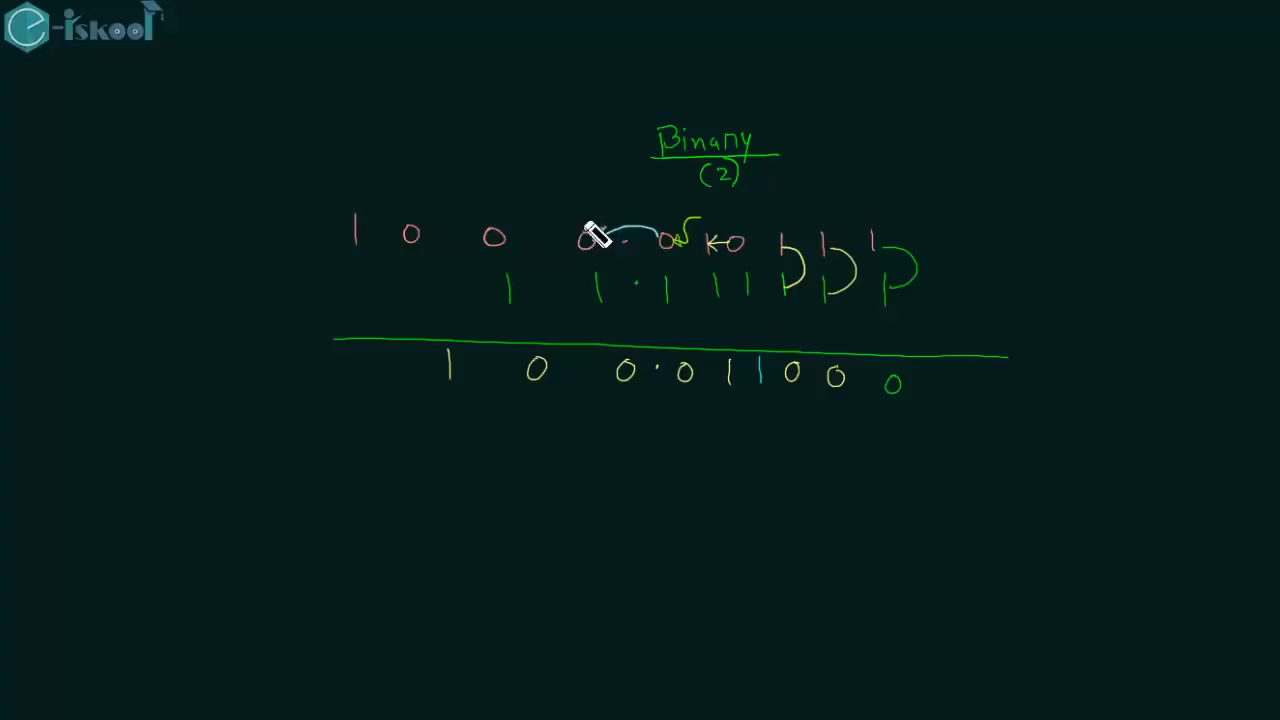 e-iskool
Binary
(2)
1 0 0 0 . 0 1 0 1 1 1
1 1 . 1 1 1 1 1 1
1 0 0 . 0 1 1 0 0 0